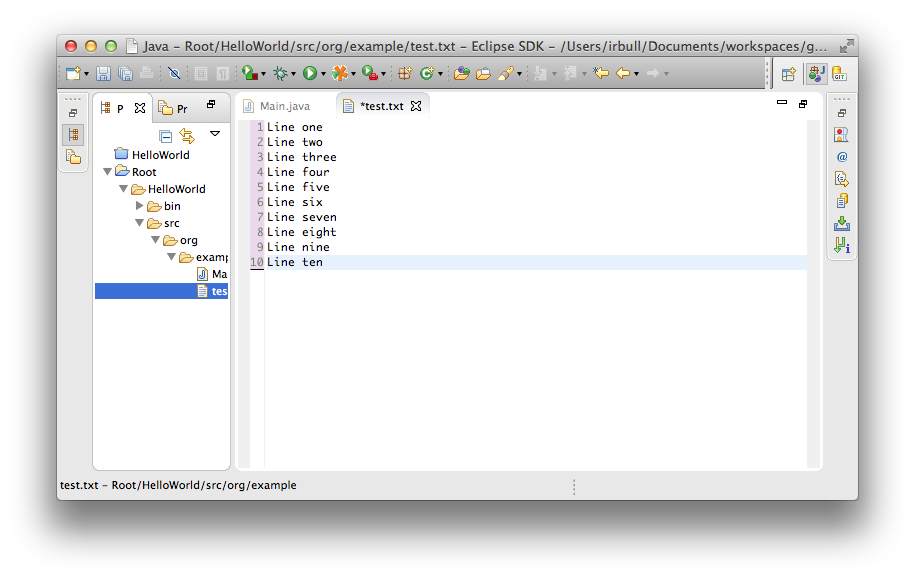 Java – Root/HelloWorld/src/org/example/test.txt – Eclipse SDK – /Users/irbull/Documents/workspaces/g...
P
Pr
Main.java
*test.txt
HelloWorld
Root
HelloWorld
bin
src
org
examp
Ma
tes
1 Line one
2 Line two
3 Line three
4 Line four
5 Line five
6 Line six
7 Line seven
8 Line eight
9 Line nine
10 Line ten
J
GIT
@
test.txt – Root/HelloWorld/src/org/example